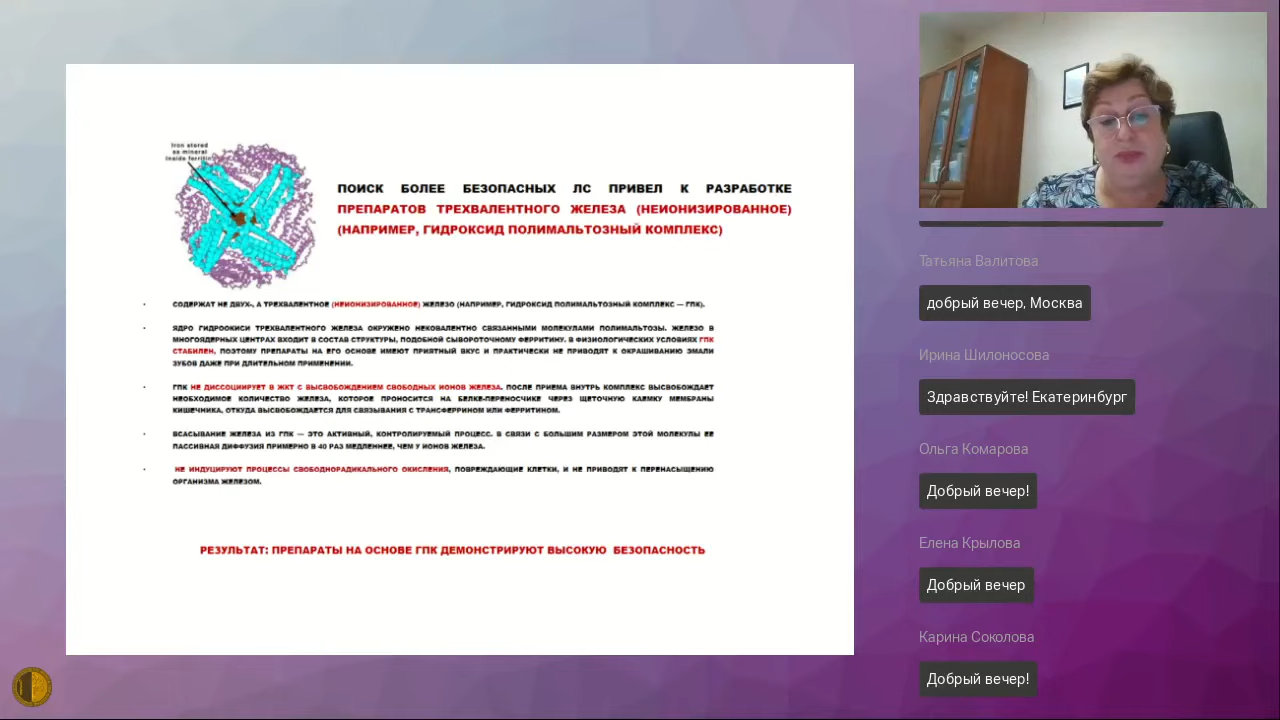 Iron stored
as mineral
inside ferritin
ПОИСК БОЛЕЕ БЕЗОПАСНЫХ ЛС ПРИВЕЛ К РАЗРАБОТКЕ
ПРЕПАРАТОВ ТРЕХВАЛЕНТНОГО ЖЕЛЕЗА (НЕИОНИЗИРОВАННОЕ)
(НАПРИМЕР, ГИДРОКСИД ПОЛИМАЛЬТОЗНЫЙ КОМПЛЕКС)
· СОДЕРЖАТ НЕ ДВУХ-, А ТРЕХВАЛЕНТНОЕ (НЕИОНИЗИРОВАННОЕ) ЖЕЛЕЗО (НАПРИМЕР, ГИДРОКСИД ПОЛИМАЛЬТОЗНЫЙ КОМПЛЕКС — ГПК).
· ЯДРО ГИДРООКИСИ ТРЕХВАЛЕНТНОГО ЖЕЛЕЗА ОКРУЖЕНО НЕКОВАЛЕНТНО СВЯЗАННЫМИ МОЛЕКУЛАМИ ПОЛИМАЛЬТОЗЫ. ЖЕЛЕЗО В
МНОГОЯДЕРНЫХ ЦЕНТРАХ ВХОДИТ В СОСТАВ СТРУКТУРЫ, ПОДОБНОЙ СЫВОРОТОЧНОМУ ФЕРРИТИНУ. В ФИЗИОЛОГИЧЕСКИХ УСЛОВИЯХ ГПК
СТАБИЛЕН, ПОЭТОМУ ПРЕПАРАТЫ НА ЕГО ОСНОВЕ ИМЕЮТ ПРИЯТНЫЙ ВКУС И ПРАКТИЧЕСКИ НЕ ПРИВОДЯТ К ОКРАШИВАНИЮ ЭМАЛИ
ЗУБОВ ДАЖЕ ПРИ ДЛИТЕЛЬНОМ ПРИМЕНЕНИИ.
· ГПК НЕ ДИССОЦИИРУЕТ В ЖКТ С ВЫСВОБОЖДЕНИЕМ СВОБОДНЫХ ИОНОВ ЖЕЛЕЗА. ПОСЛЕ ПРИЕМА ВНУТРЬ КОМПЛЕКС ВЫСВОБОЖДАЕТ
НЕОБХОДИМОЕ КОЛИЧЕСТВО ЖЕЛЕЗА, КОТОРОЕ ПРОНОСИТСЯ НА БЕЛКЕ-ПЕРЕНОСЧИКЕ ЧЕРЕЗ ЩЕТОЧНУЮ КАЕМКУ МЕМБРАНЫ
КИШЕЧНИКА, ОТКУДА ВЫСВОБОЖДАЕТСЯ ДЛЯ СВЯЗЫВАНИЯ С ТРАНСФЕРРИНОМ ИЛИ ФЕРРИТИНОМ.
· ВСАСЫВАНИЕ ЖЕЛЕЗА ИЗ ГПК — ЭТО АКТИВНЫЙ, КОНТРОЛИРУЕМЫЙ ПРОЦЕСС. В СВЯЗИ С БОЛЬШИМ РАЗМЕРОМ ЭТОЙ МОЛЕКУЛЫ ЕЕ
ПАССИВНАЯ ДИФФУЗИЯ ПРИМЕРНО В 40 РАЗ МЕДЛЕННЕЕ, ЧЕМ У ИОНОВ ЖЕЛЕЗА.
· НЕ ИНДУЦИРУЮТ ПРОЦЕССЫ СВОБОДНОРАДИКАЛЬНОГО ОКИСЛЕНИЯ, ПОВРЕЖДАЮЩИЕ КЛЕТКИ, И НЕ ПРИВОДЯТ К ПЕРЕНАСЫЩЕНИЮ
ОРГАНИЗМА ЖЕЛЕЗОМ.
РЕЗУЛЬТАТ: ПРЕПАРАТЫ НА ОСНОВЕ ГПК ДЕМОНСТРИРУЮТ ВЫСОКУЮ БЕЗОПАСНОСТЬ
Татьяна Валитова
добрый вечер, Москва
Ирина Шилоносова
Здравствуйте! Екатеринбург
Ольга Комарова
Добрый вечер!
Елена Крылова
Добрый вечер
Карина Соколова
Добрый вечер!